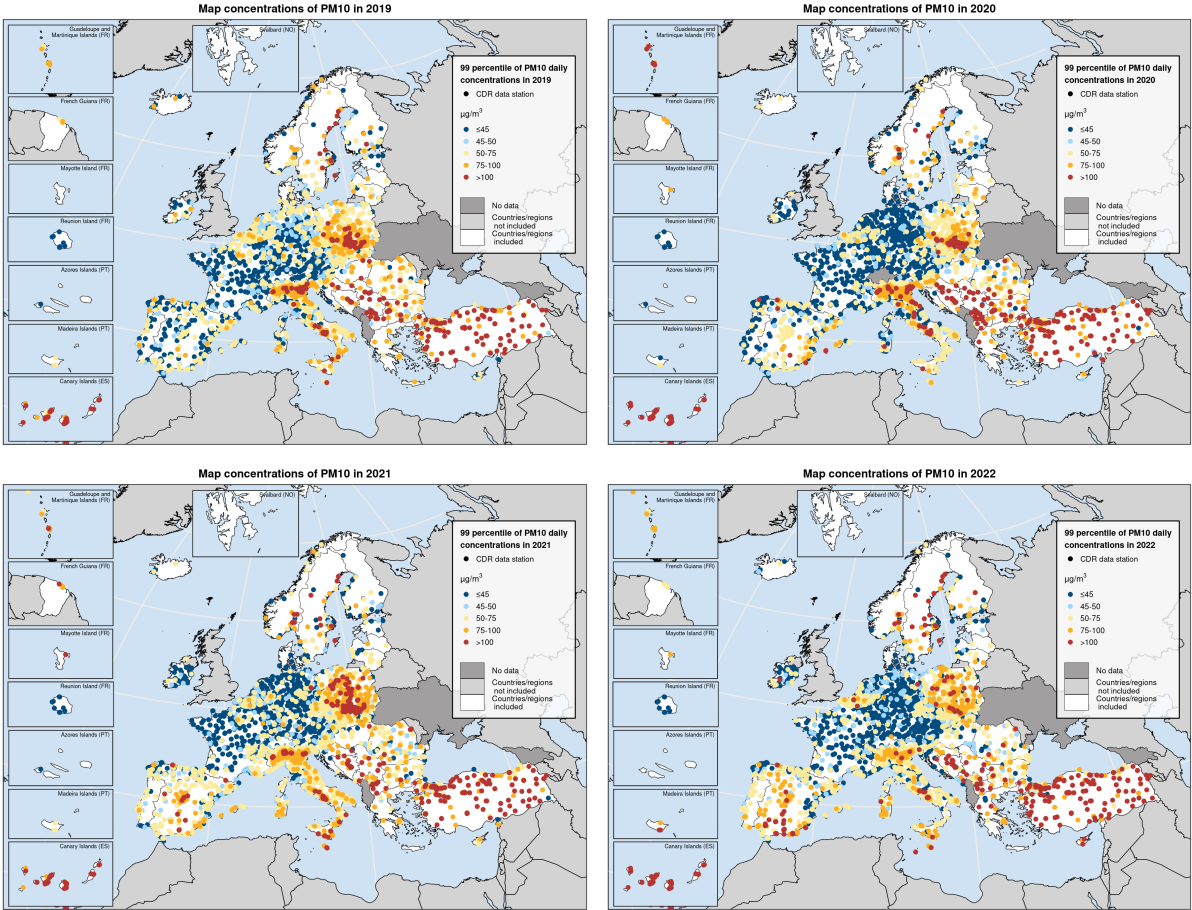 Map concentrations of PM10 in 2019
Guadeloupe and
Martinique Islands (FR)
Svalbard (NO)
French Guiana (FR)
Mayotte Island (FR)
Reunion Island (FR)
Azores Islands (PT)
Madeira Islands (PT)
Canary Islands (ES)
99 percentile of PM10 daily
concentrations in 2019
CDR data station
µg/m³
≤45
45-50
50-75
75-100
>100
No data
Countries/regions
not included
Countries/regions
included
Map concentrations of PM10 in 2020
Guadeloupe and
Martinique Islands (FR)
Svalbard (NO)
French Guiana (FR)
Mayotte Island (FR)
Reunion Island (FR)
Azores Islands (PT)
Madeira Islands (PT)
Canary Islands (ES)
99 percentile of PM10 daily
concentrations in 2020
CDR data station
µg/m³
≤45
45-50
50-75
75-100
>100
No data
Countries/regions
not included
Countries/regions
included
Map concentrations of PM10 in 2021
Guadeloupe and
Martinique Islands (FR)
Svalbard (NO)
French Guiana (FR)
Mayotte Island (FR)
Reunion Island (FR)
Azores Islands (PT)
Madeira Islands (PT)
Canary Islands (ES)
99 percentile of PM10 daily
concentrations in 2021
CDR data station
µg/m³
≤45
45-50
50-75
75-100
>100
No data
Countries/regions
not included
Countries/regions
included
Map concentrations of PM10 in 2022
Guadeloupe and
Martinique Islands (FR)
Svalbard (NO)
French Guiana (FR)
Mayotte Island (FR)
Reunion Island (FR)
Azores Islands (PT)
Madeira Islands (PT)
Canary Islands (ES)
99 percentile of PM10 daily
concentrations in 2022
CDR data station
µg/m³
≤45
45-50
50-75
75-100
>100
No data
Countries/regions
not included
Countries/regions
included